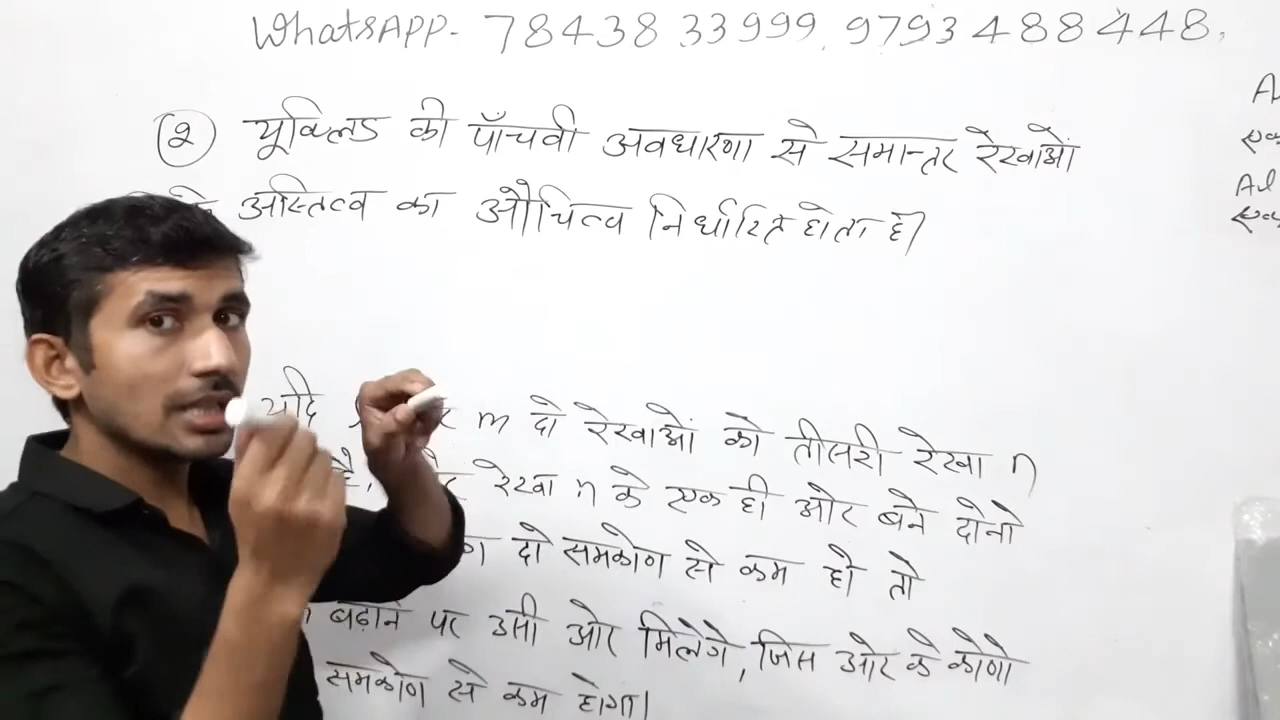 WhatsAPP- 7843833999, 9793488448,
(2) यूक्लिड की पाँचवी अवधारणा से समान्तर रेखाओं
के अस्तित्व का औचित्य निर्धारित होता है।
यदि m दो रेखाओं को तीसरी रेखा n
है, रेखा n के एक ही ओर बने दोनो
दो समकोण से कम हो तो
बढ़ाने पर उसी ओर मिलेगे, जिस ओर के कोणो
समकोण से कम होगा।